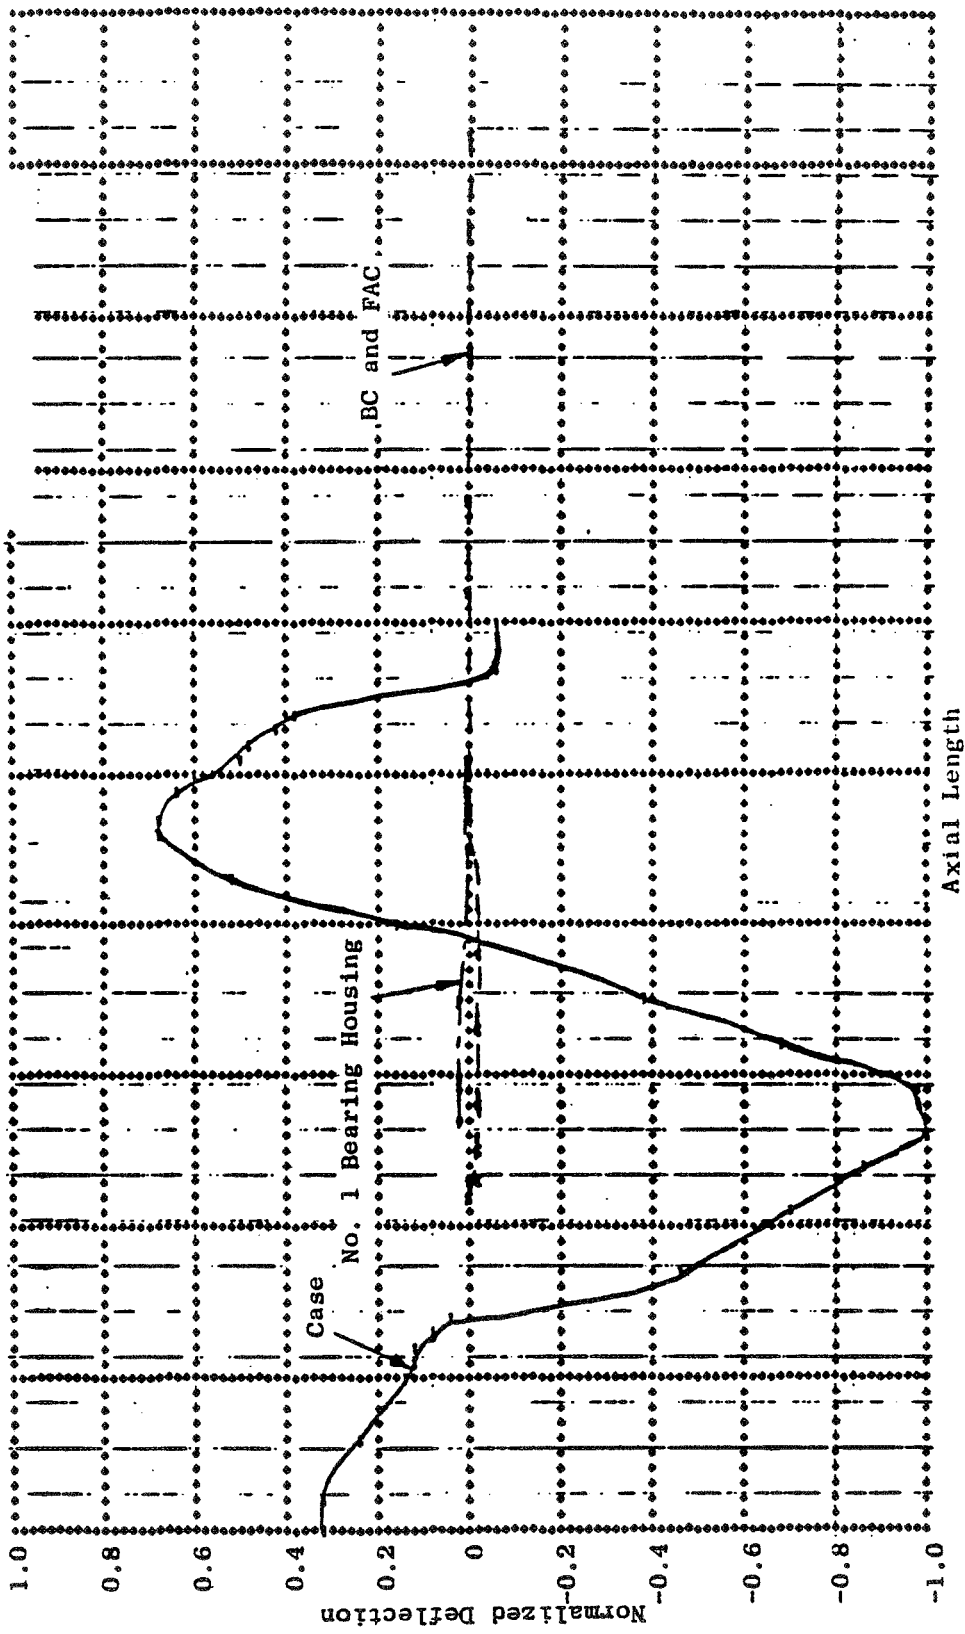 Normalized Deflection
1.0
0.8
0.6
0.4
0.2
0
-0.2
-0.4
-0.6
-0.8
-1.0
Case
No. 1 Bearing Housing
BC and FAC
Axial Length